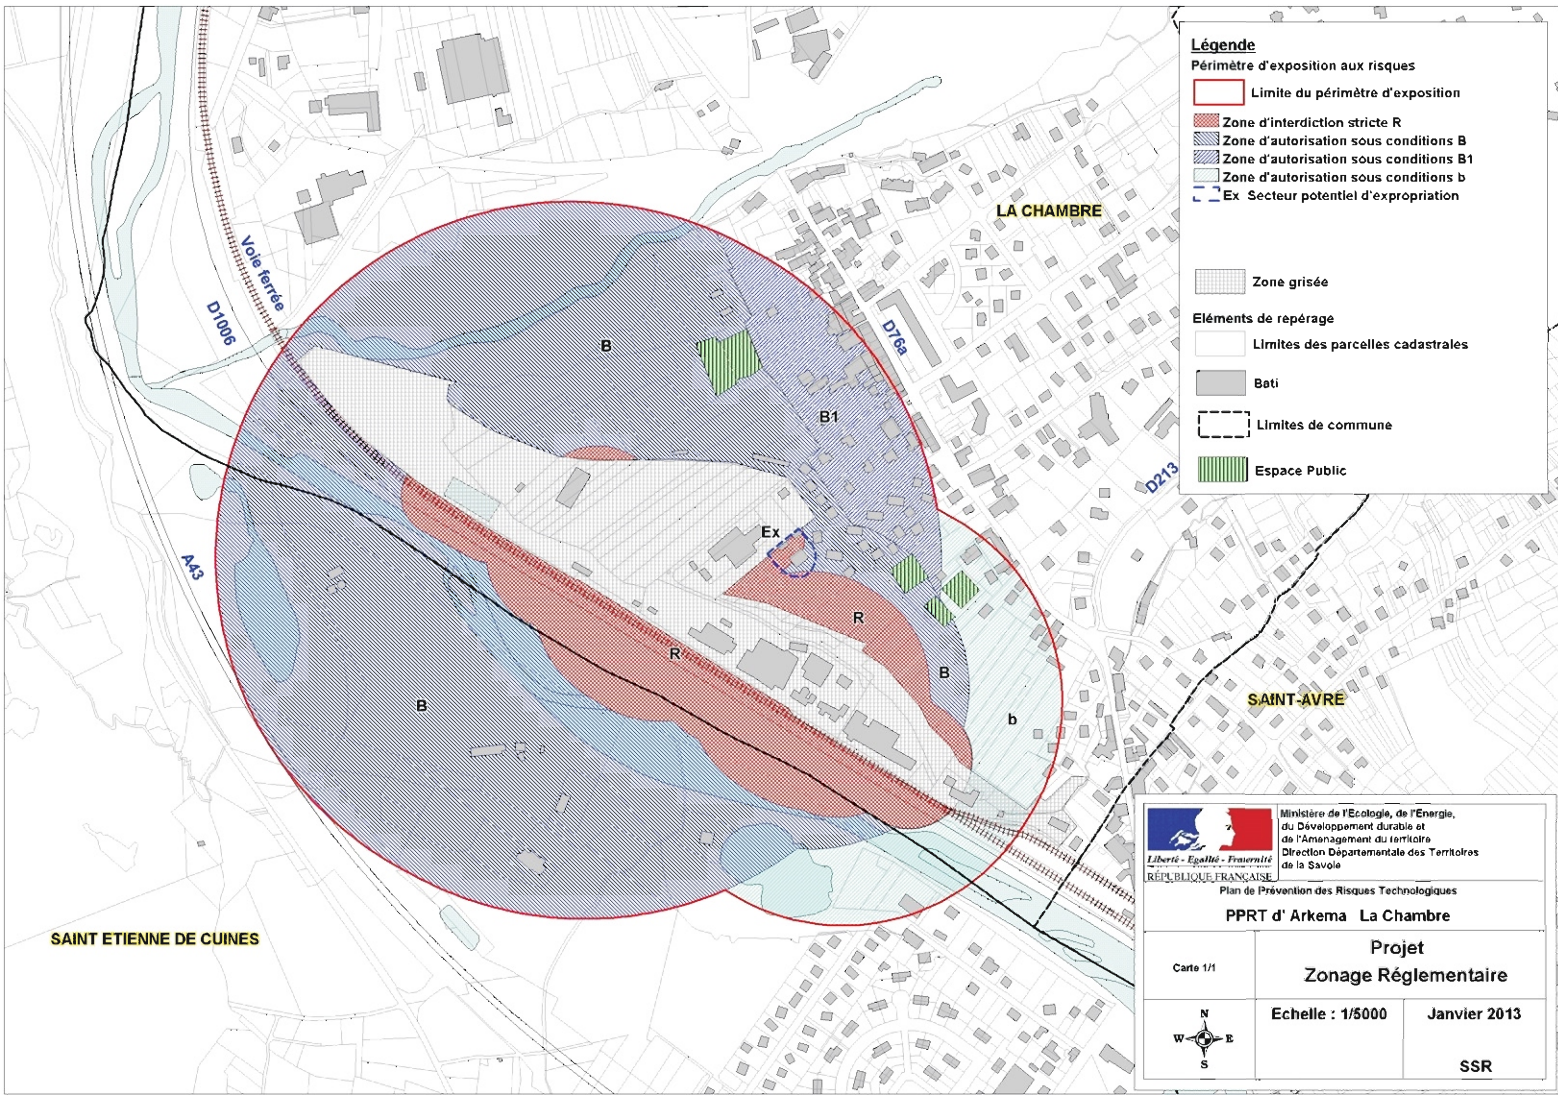 Légende
Périmètre d'exposition aux risques
Limite du périmètre d'exposition
Zone d'interdiction stricte R
Zone d'autorisation sous conditions B
Zone d'autorisation sous conditions B1
Zone d'autorisation sous conditions b
Ex Secteur potentiel d'expropriation
Zone grisée
Eléments de repérage
Limites des parcelles cadastrales
Bati
Limites de commune
Espace Public
LA CHAMBRE
Voie ferrée
D1006
D76a
B
B1
D213
Ex
A43
R
R
B
B
b
SAINT-AVRE
SAINT ETIENNE DE CUINES
Liberté - Egalité - Fraternité
RÉPUBLIQUE FRANÇAISE
Ministère de l'Ecologie, de l'Energie,
du Développement durable et
de l'Amenagement du territoire
Direction Départementale des Territoires
de la Savoie
Plan de Prévention des Risques Technologiques
PPRT d' Arkema La Chambre
Carte 1/1
Projet
Zonage Réglementaire
N
W E
S
Echelle : 1/5000
Janvier 2013
SSR